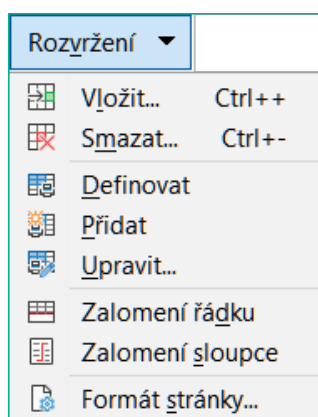 Rozvržení
Vložit... Ctrl++
Smazat... Ctrl+-
Definovat
Přidat
Upravit...
Zalomení řádku
Zalomení sloupce
Formát stránky...